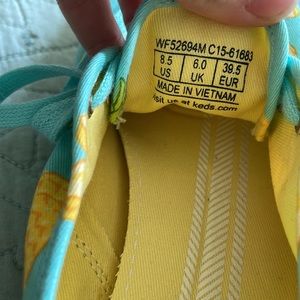 WF52694M C15-61683
8.5 6.0 39.5
US UK EUR
MADE IN VIETNAM
visit us at keds.com